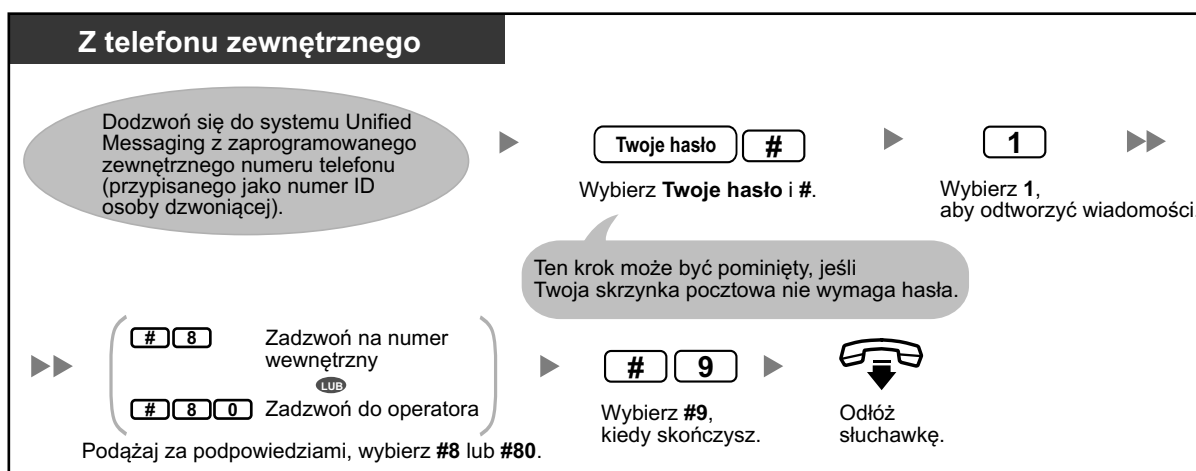 Z telefonu zewnętrznego
Dodzwoń się do systemu Unified
Messaging z zaprogramowanego
zewnętrznego numeru telefonu
(przypisanego jako numer ID
osoby dzwoniącej).
Twoje hasło #
Wybierz Twoje hasło i #.
1
Wybierz 1,
aby odtworzyć wiadomości.
Ten krok może być pominięty, jeśli
Twoja skrzynka pocztowa nie wymaga hasła.
# 8 Zadzwoń na numer
wewnętrzny
LUB
# 8 0 Zadzwoń do operatora
Podążaj za podpowiedziami, wybierz #8 lub #80.
# 9
Wybierz #9,
kiedy skończysz.
Odłóż
słuchawkę.